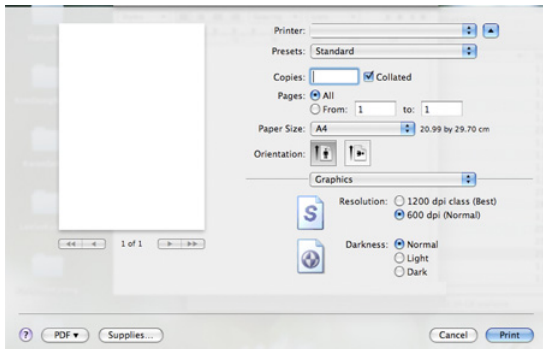 Printer:
Presets: Standard
Copies: Collated
Pages: All
From: 1 to: 1
Paper Size: A4 20.99 by 29.70 cm
Orientation:
Graphics
Resolution: 1200 dpi class (Best)
S 600 dpi (Normal)
1 of 1
Darkness: Normal
Light
Dark
? PDF▾ Supplies... Cancel Print